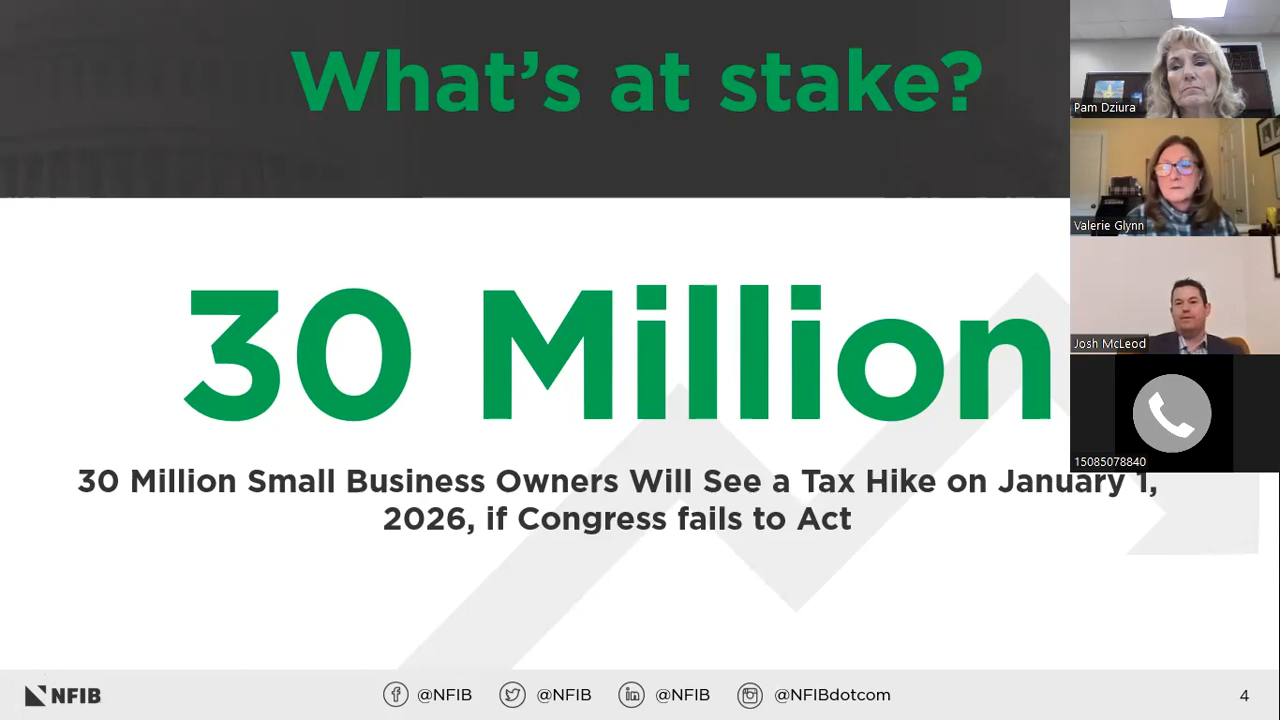 What's at stake?
30 Million
30 Million Small Business Owners Will See a Tax Hike on January 1,
2026, if Congress fails to Act
Pam Dziura
Valerie Glynn
Josh McLeod
15085078840
NFIB
@NFIB
@NFIB
@NFIB
@NFIBdotcom
4